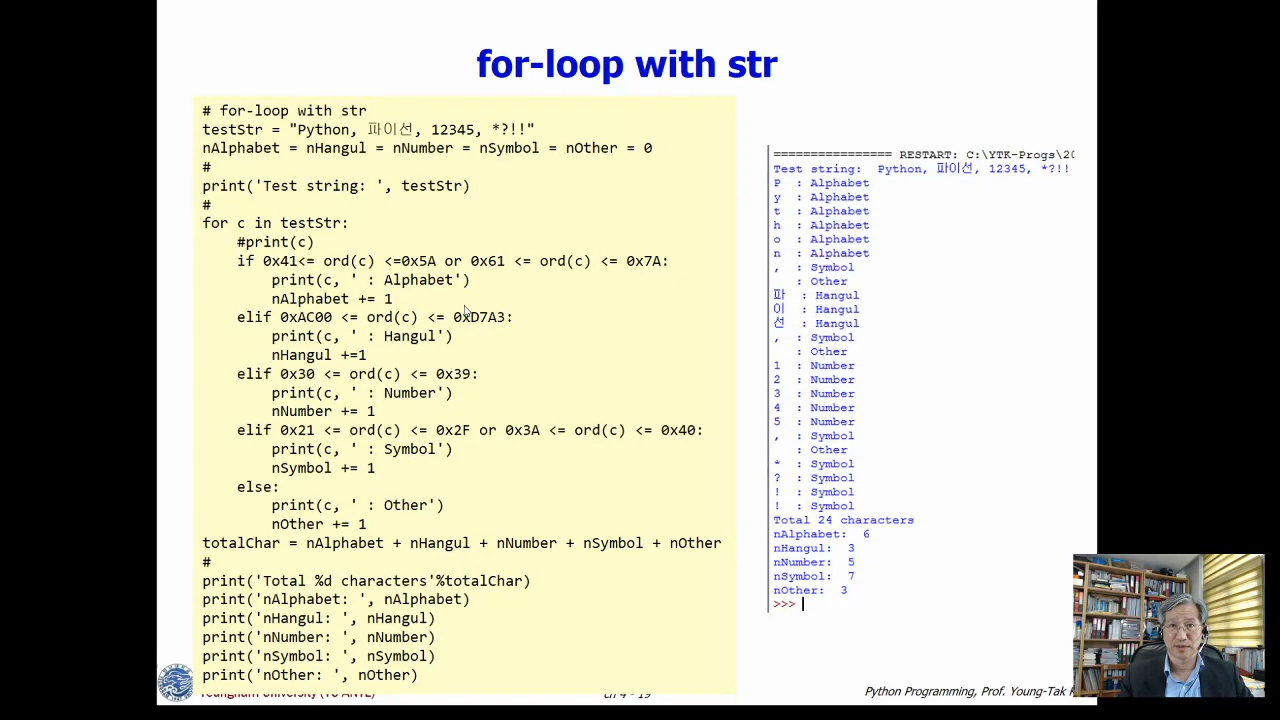 for-loop with str
# for-loop with str
testStr = "Python, 파이선, 12345, *?!!"
nAlphabet = nHangul = nNumber = nSymbol = nOther = 0
#
print('Test string: ', testStr)
#
for c in testStr:
    #print(c)
    if 0x41<= ord(c) <=0x5A or 0x61 <= ord(c) <= 0x7A:
        print(c, ' : Alphabet')
        nAlphabet += 1
    elif 0xAC00 <= ord(c) <= 0xD7A3:
        print(c, ' : Hangul')
        nHangul +=1
    elif 0x30 <= ord(c) <= 0x39:
        print(c, ' : Number')
        nNumber += 1
    elif 0x21 <= ord(c) <= 0x2F or 0x3A <= ord(c) <= 0x40:
        print(c, ' : Symbol')
        nSymbol += 1
    else:
        print(c, ' : Other')
        nOther += 1
totalChar = nAlphabet + nHangul + nNumber + nSymbol + nOther
#
print('Total %d characters'%totalChar)
print('nAlphabet: ', nAlphabet)
print('nHangul: ', nHangul)
print('nNumber: ', nNumber)
print('nSymbol: ', nSymbol)
print('nOther: ', nOther)
================ RESTART: C:\YTK-Progs\20
Test string:  Python, 파이선, 12345, *?!!
P  : Alphabet
y  : Alphabet
t  : Alphabet
h  : Alphabet
o  : Alphabet
n  : Alphabet
,  : Symbol
   : Other
파  : Hangul
이  : Hangul
선  : Hangul
,  : Symbol
   : Other
1  : Number
2  : Number
3  : Number
4  : Number
5  : Number
,  : Symbol
   : Other
*  : Symbol
?  : Symbol
!  : Symbol
!  : Symbol
Total 24 characters
nAlphabet:  6
nHangul:  3
nNumber:  5
nSymbol:  7
nOther:  3
>>>
Yeungnam University (YU-ANTL)
ch 4 - 19
Python Programming, Prof. Young-Tak